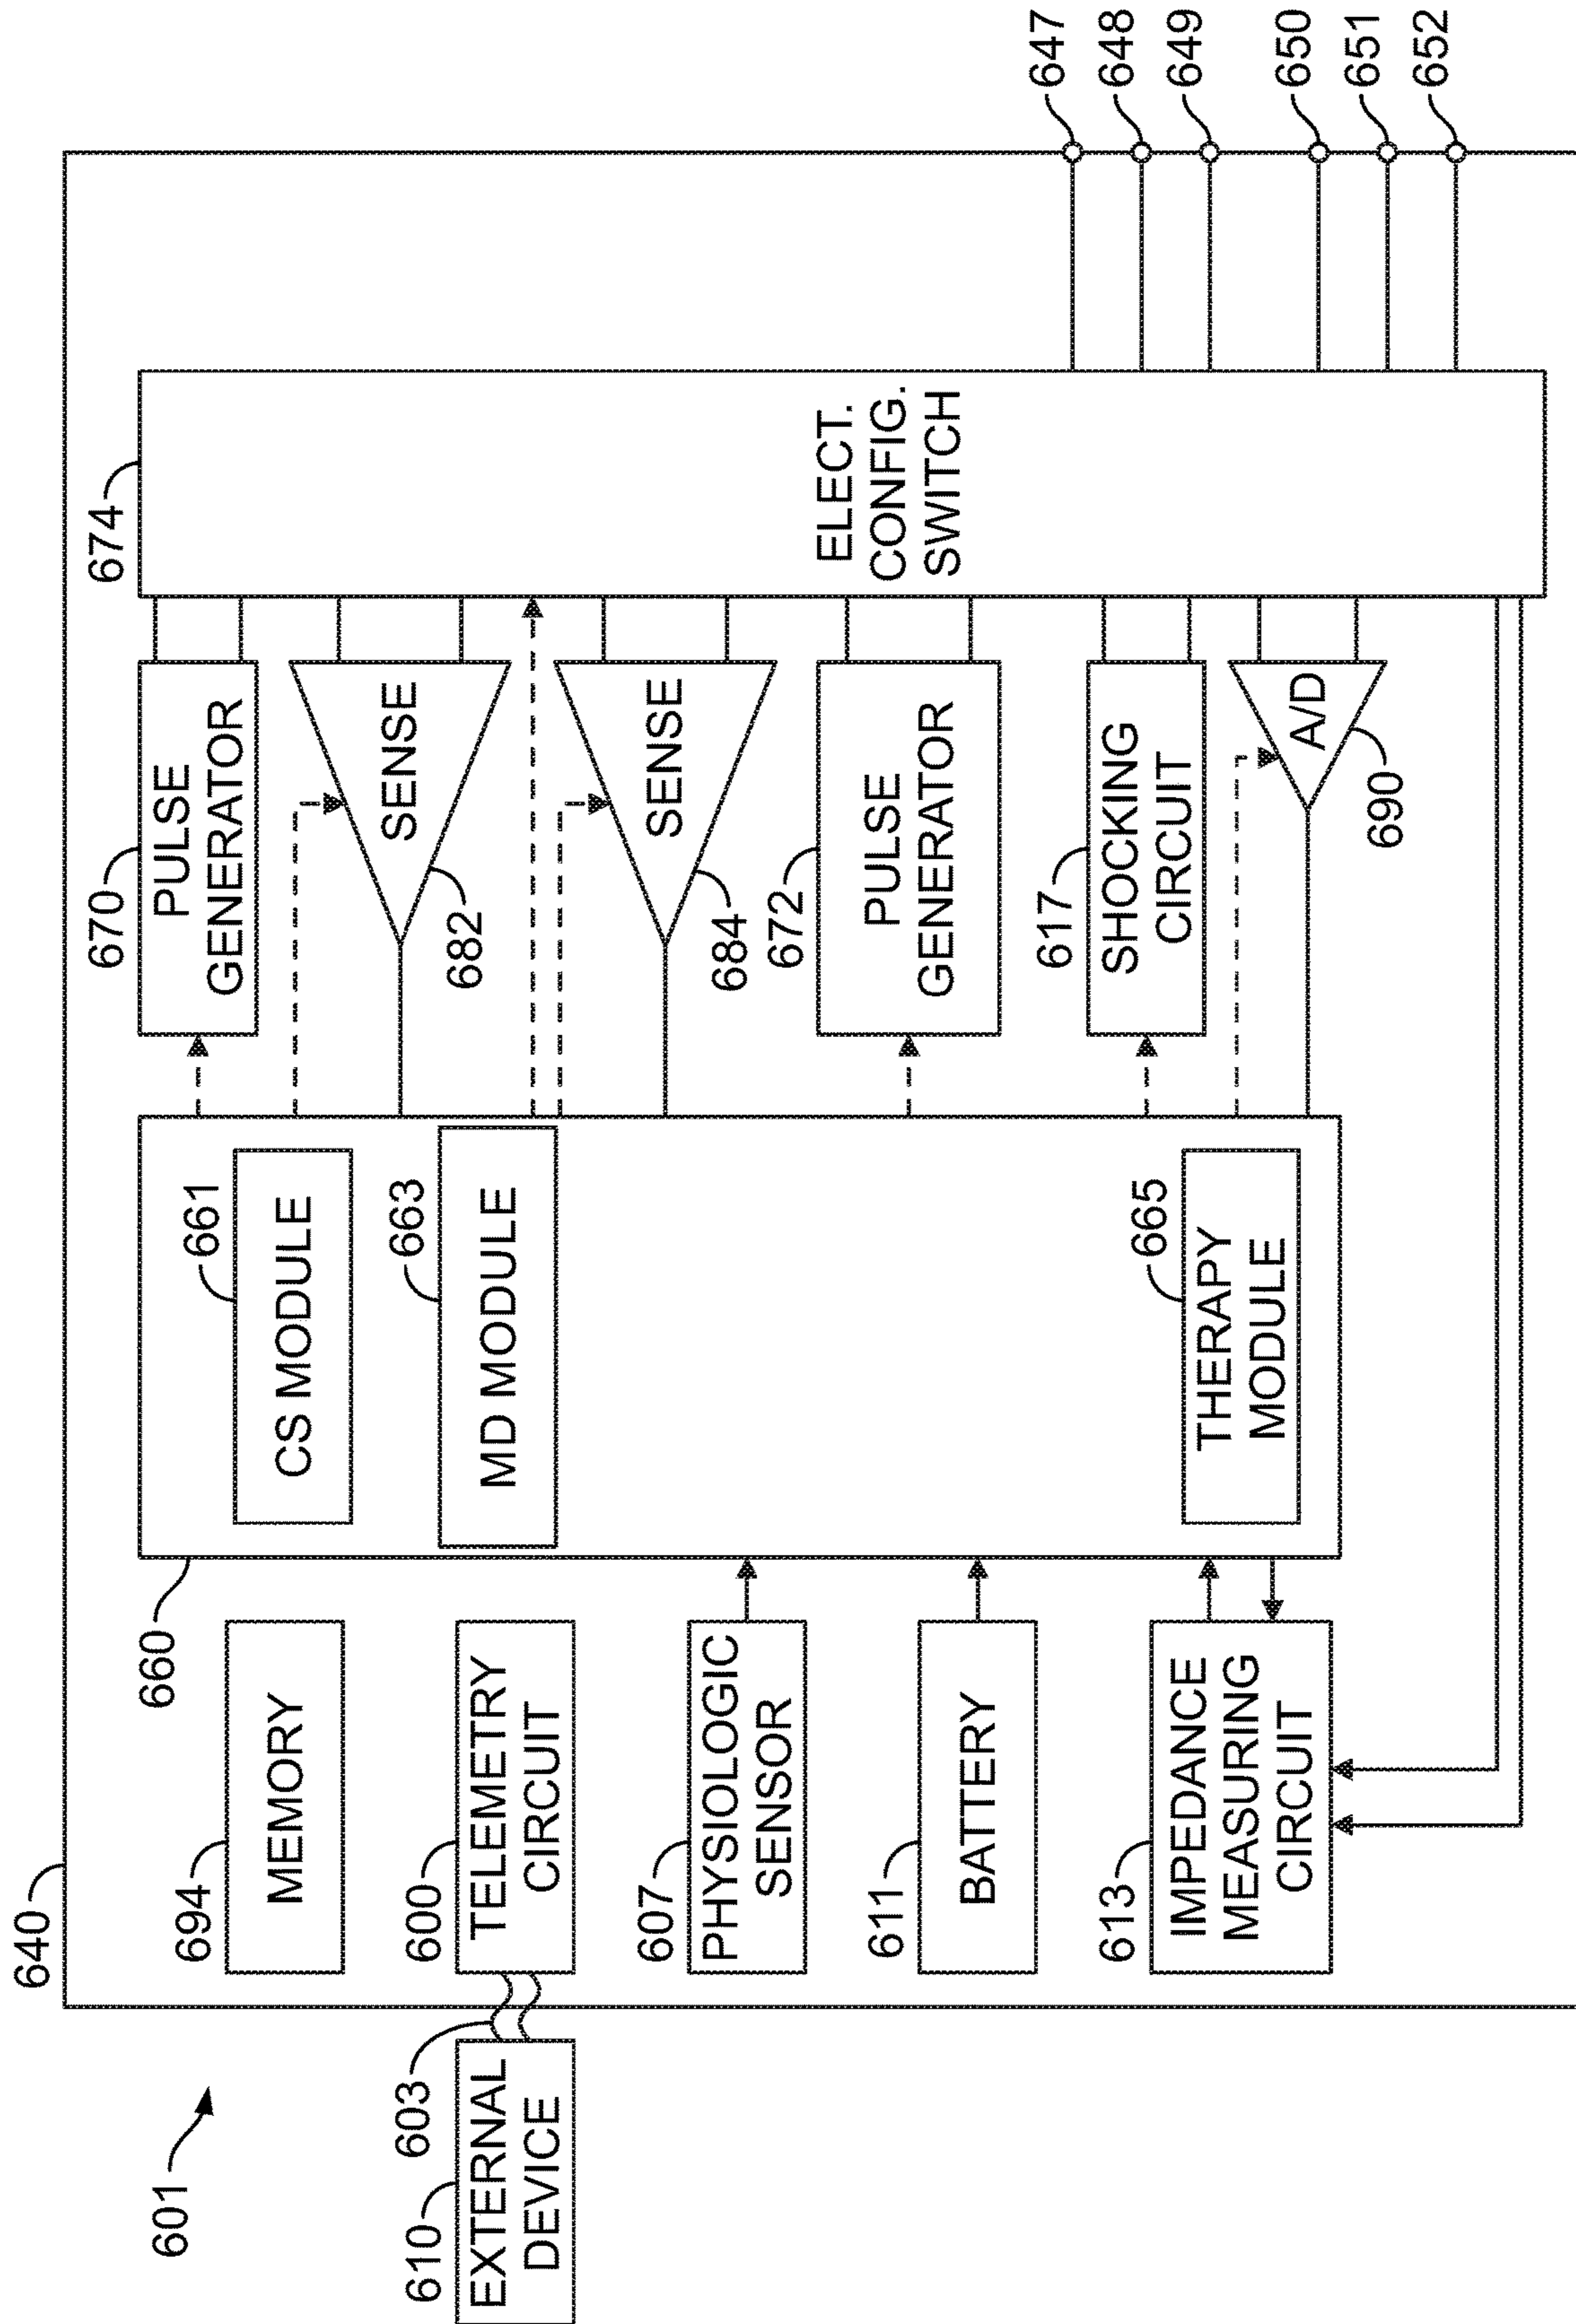 601
640
610
EXTERNAL
DEVICE
603
694
MEMORY
600
TELEMETRY
CIRCUIT
607
PHYSIOLOGIC
SENSOR
611
BATTERY
613
IMPEDANCE
MEASURING
CIRCUIT
660
661
CS MODULE
663
MD MODULE
665
THERAPY
MODULE
670
PULSE
GENERATOR
SENSE
682
SENSE
684
672
PULSE
GENERATOR
617
SHOCKING
CIRCUIT
A/D
690
674
ELECT.
CONFIG.
SWITCH
647
648
649
650
651
652